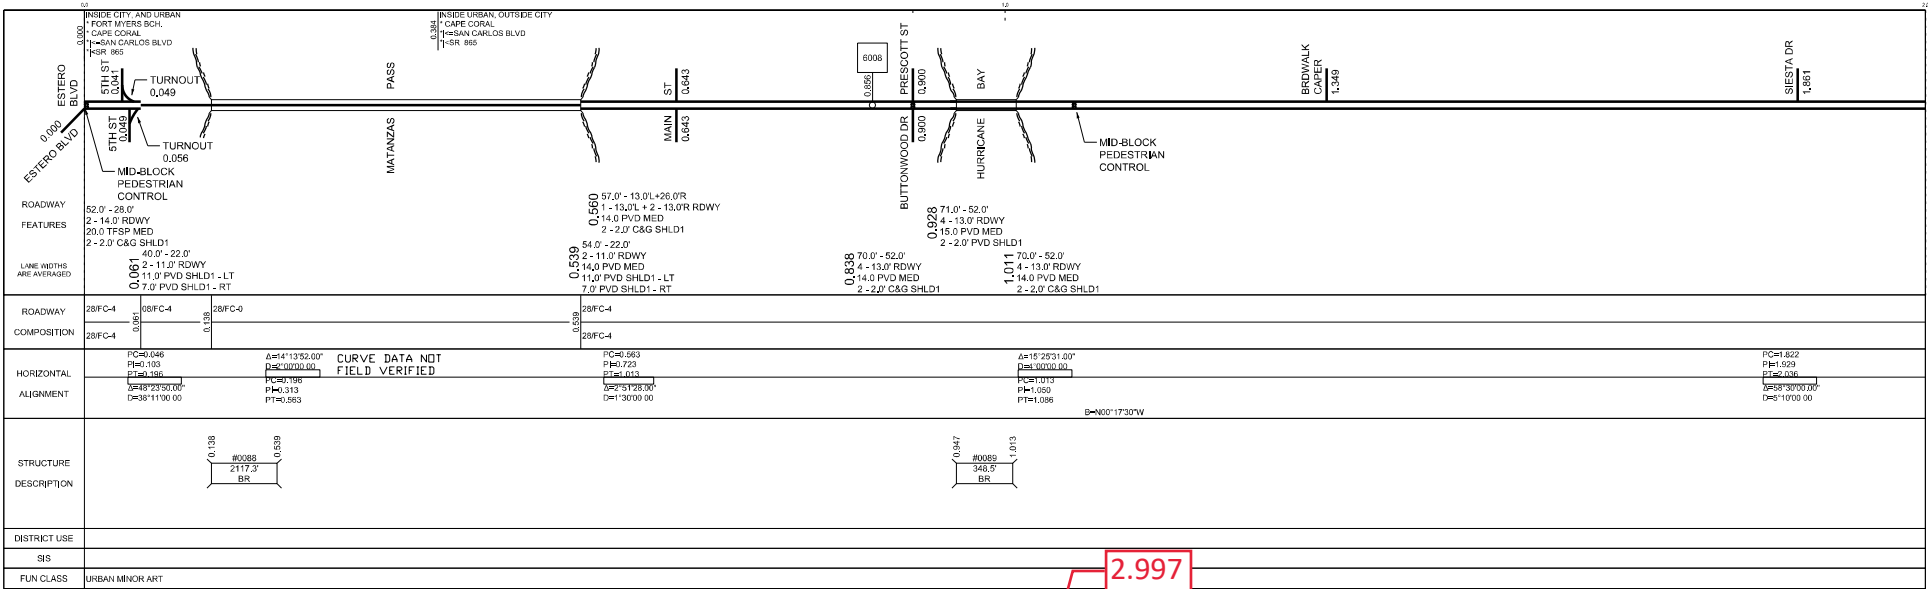 0.0
1.0
INSIDE CITY, AND URBAN
* FORT MYERS BCH.
* CAPE CORAL
*|<=SAN CARLOS BLVD
*|<SR 865
0.000
INSIDE URBAN, OUTSIDE CITY
* CAPE CORAL
*|<=SAN CARLOS BLVD
*|<SR 865
0.384
ESTERO
BLVD
5TH ST
0.041
TURNOUT
0.049
PASS
ST
0.643
6008
0.856
PRESCOTT ST
0.900
BAY
BRDWALK
CAPER
1.349
SIESTA DR
1.861
0.000
ESTERO BLVD
5TH ST
0.049
TURNOUT
0.056
MID-BLOCK
PEDESTRIAN
CONTROL
MATANZAS
MAIN
0.643
BUTTONWOOD DR
0.900
HURRICANE
MID-BLOCK
PEDESTRIAN
CONTROL
ROADWAY
FEATURES
LANE WIDTHS
ARE AVERAGED
52.0' - 28.0'
2 - 14.0' RDWY
20.0 TFSP MED
2 - 2.0' C&G SHLD1
0.061
40.0' - 22.0'
2 - 11.0' RDWY
11.0' PVD SHLD1 - LT
7.0' PVD SHLD1 - RT
0.539
54.0' - 22.0'
2 - 11.0' RDWY
14.0 PVD MED
11.0' PVD SHLD1 - LT
7.0' PVD SHLD1 - RT
0.560
57.0' - 13.0'L+26.0'R
1 - 13.0'L + 2 - 13.0'R RDWY
14.0 PVD MED
2 - 2.0' C&G SHLD1
0.838
70.0' - 52.0'
4 - 13.0' RDWY
14.0 PVD MED
2 - 2.0' C&G SHLD1
0.928
71.0' - 52.0'
4 - 13.0' RDWY
15.0 PVD MED
2 - 2.0' PVD SHLD1
1.011
70.0' - 52.0'
4 - 13.0' RDWY
14.0 PVD MED
2 - 2.0' C&G SHLD1
ROADWAY
COMPOSITION
28/FC-4
0.061
08/FC-4
0.138
28/FC-0
0.539
28/FC-4
28/FC-4
28/FC-4
HORIZONTAL
ALIGNMENT
PC=0.046
PI=0.103
PT=0.196
Δ=48°23'50.00"
D=38°11'00.00
Δ=14°13'52.00"
D=2°00'00.00
PC=0.196
PI=0.313
PT=0.563
CURVE DATA NOT
FIELD VERIFIED
PC=0.563
PI=0.723
PT=1.013
Δ=2°51'28.00"
D=1°30'00.00
Δ=15°25'31.00"
D=4°00'00.00
PC=1.013
PI=1.050
PT=1.086
B=N00°17'30"W
PC=1.822
PI=1.929
PT=2.036
Δ=58°30'00.00"
D=5°10'00.00
STRUCTURE
DESCRIPTION
0.138
0.539
#0088
2117.3'
BR
0.947
1.013
#0089
348.5'
BR
DISTRICT USE
SIS
FUN CLASS
URBAN MINOR ART
2.997